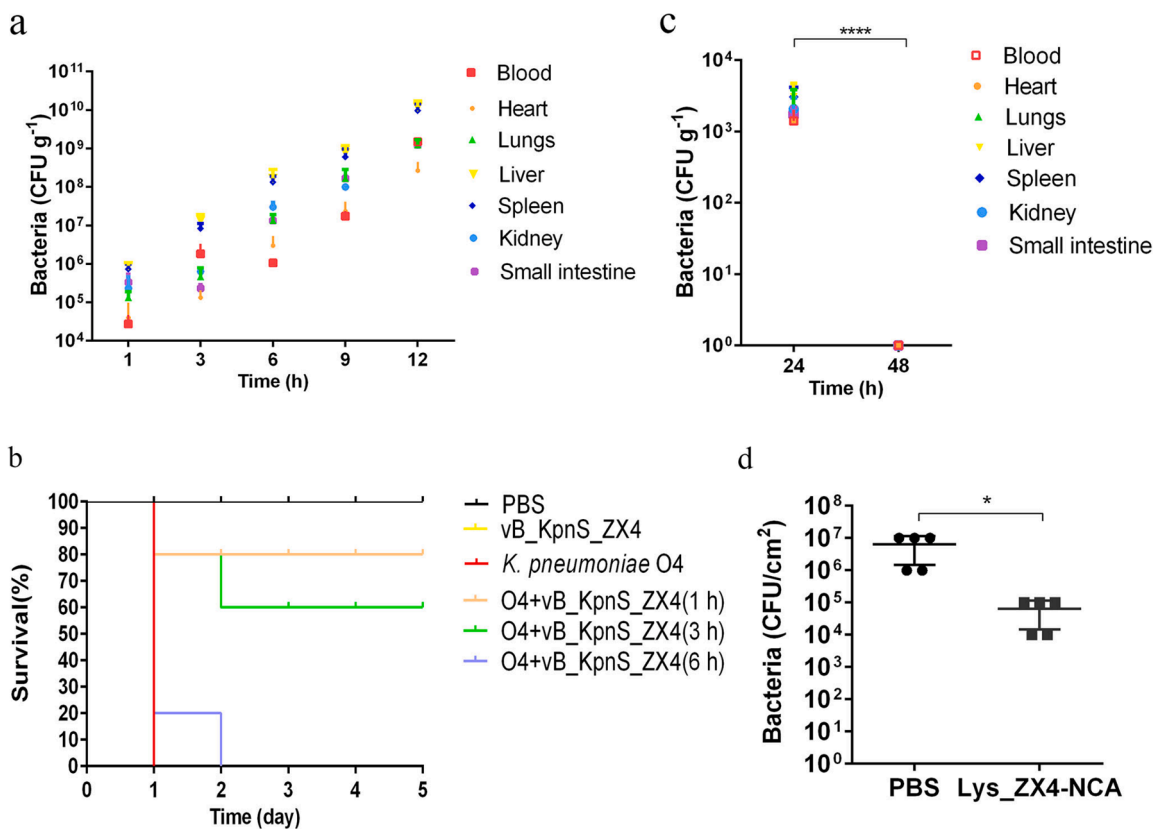 a
Bacteria (CFU g⁻¹)
10¹¹
10¹⁰
10⁹
10⁸
10⁷
10⁶
10⁵
10⁴
1 3 6 9 12
Time (h)
Blood
Heart
Lungs
Liver
Spleen
Kidney
Small intestine
c
****
Bacteria (CFU g⁻¹)
10⁴
10³
10²
10¹
10⁰
24 48
Time (h)
Blood
Heart
Lungs
Liver
Spleen
Kidney
Small intestine
b
Survival(%)
100
90
80
70
60
50
40
30
20
10
0
0 1 2 3 4 5
Time (day)
PBS
vB_KpnS_ZX4
K. pneumoniae O4
O4+vB_KpnS_ZX4(1 h)
O4+vB_KpnS_ZX4(3 h)
O4+vB_KpnS_ZX4(6 h)
d
*
Bacteria (CFU/cm²)
10⁸
10⁷
10⁶
10⁵
10⁴
10³
10²
10¹
10⁰
PBS Lys_ZX4-NCA